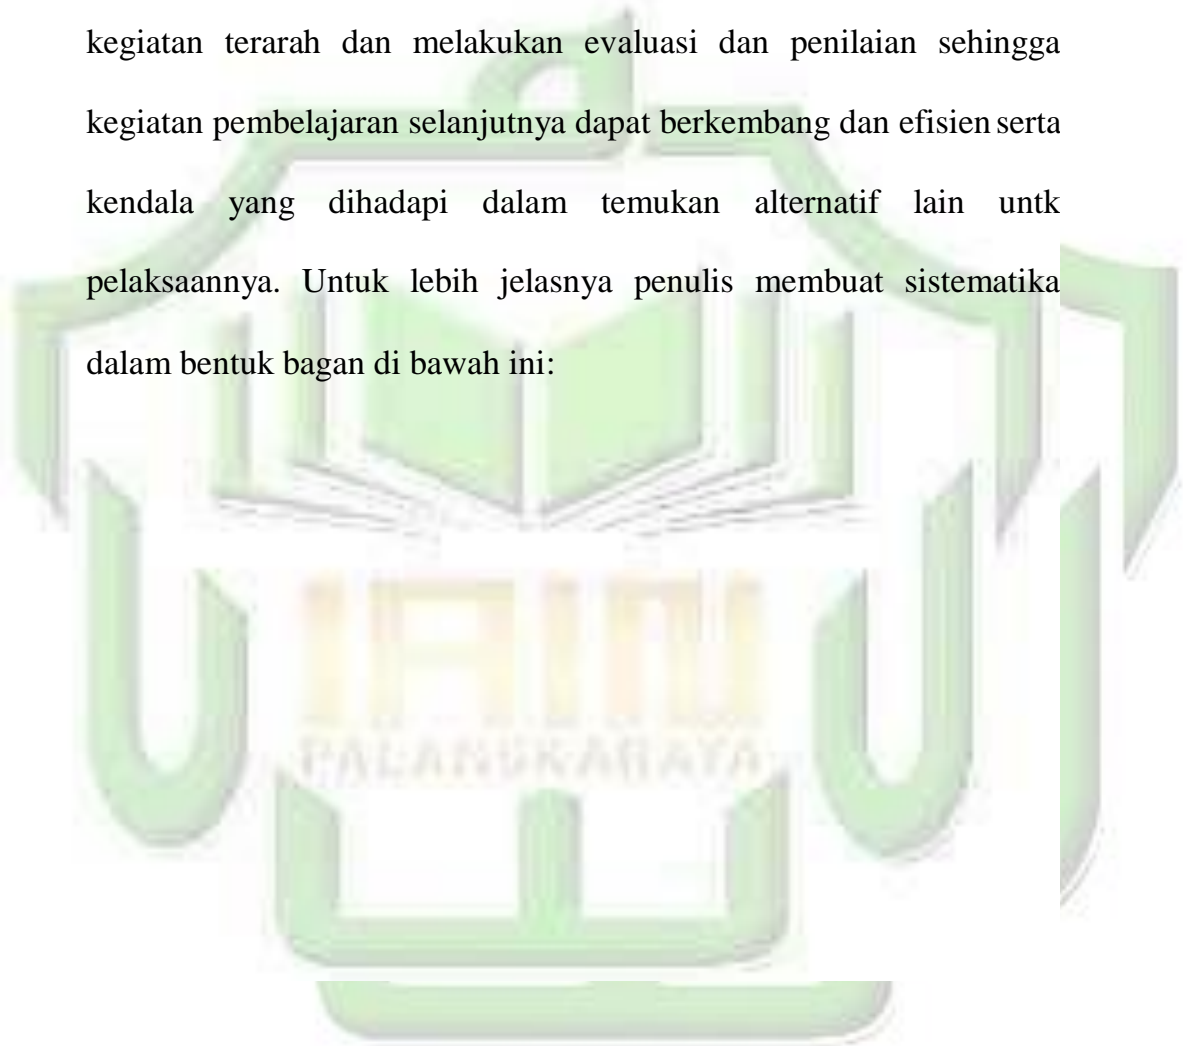 kegiatan terarah dan melakukan evaluasi dan penilaian sehingga
kegiatan pembelajaran selanjutnya dapat berkembang dan efisien serta
kendala yang dihadapi dalam temukan alternatif lain untk
pelaksaannya. Untuk lebih jelasnya penulis membuat sistematika
dalam bentuk bagan di bawah ini:
IAIN
PALANGKARAYA